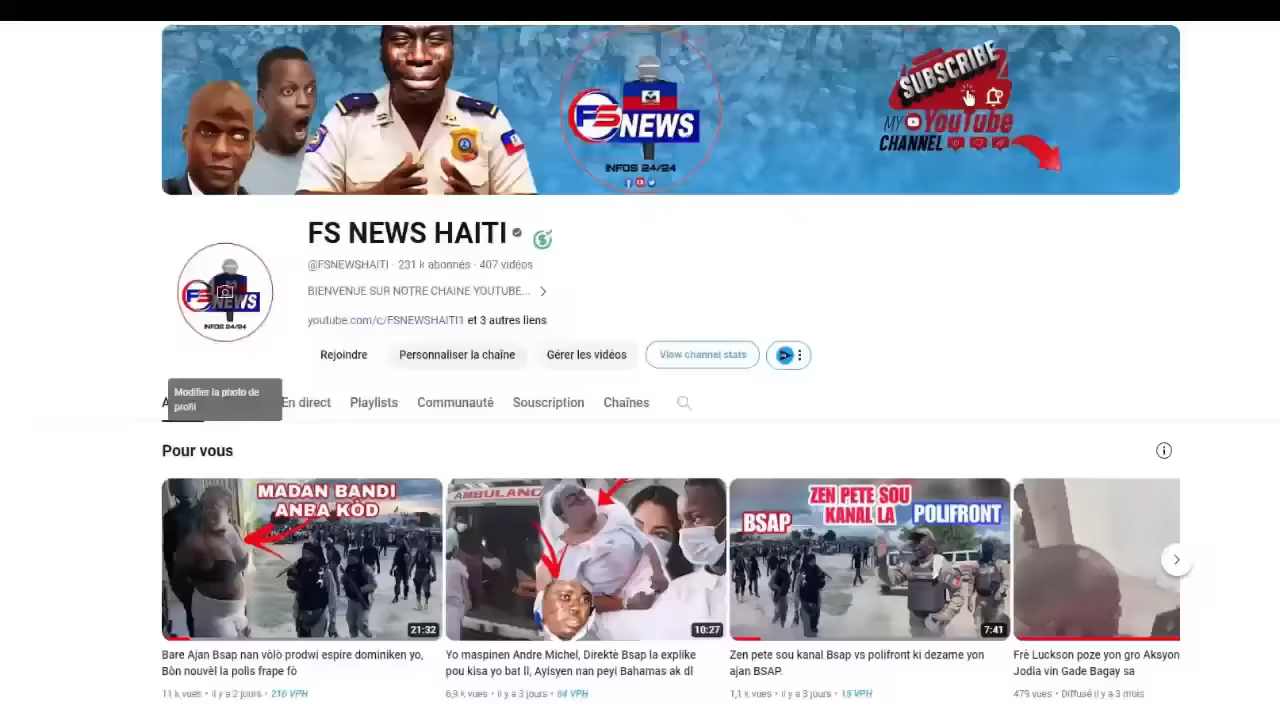 SUBSCRIBE
MY YouTube
CHANNEL
FS NEWS
INFOS 24/24
FS NEWS HAITI
@FSNEWSHAITI · 231 k abonnés · 407 vidéos
BIENVENUE SUR NOTRE CHAINE YOUTUBE...
FS NEWS
INFOS 24/24
youtube.com/c/FSNEWSHAITI1 et 3 autres liens
Rejoindre Personnaliser la chaîne Gérer les vidéos View channel stats
Modifier la photo de
profil
En direct Playlists Communauté Souscription Chaînes
Pour vous
MADAN BANDI
ANBA KÒD
21:32
AMBULANC
10:27
ZEN PETE SOU
KANAL LA
BSAP
POLIFRONT
7:41
Bare Ajan Bsap nan vòlò prodwi espire dominiken yo,
Bòn nouvèl la polis frape fò
11 k vues • il y a 2 jours • 216 VPH
Yo maspinen Andre Michel, Direktè Bsap la eksplike
pou kisa yo bat li, Ayisyen nan peyi Bahamas ak dl
6,9 k vues • il y a 3 jours • 84 VPH
Zen pete sou kanal Bsap vs polifront ki dezame yon
ajan BSAP.
1,1 k vues • il y a 3 jours • 15 VPH
Frè Luckson poze yon gro Aksyon
Jodia vin Gade Bagay sa
479 vues • Diffusé il y a 3 mois